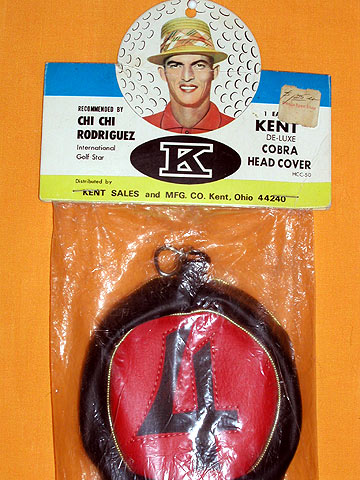 RECOMMENDED BY
CHI CHI
RODRIGUEZ
International
Golf Star
K
KENT
DE-LUXE
COBRA
HEAD COVER
HCC-50
Distributed by
KENT SALES and MFG. CO. Kent, Ohio 44240
4